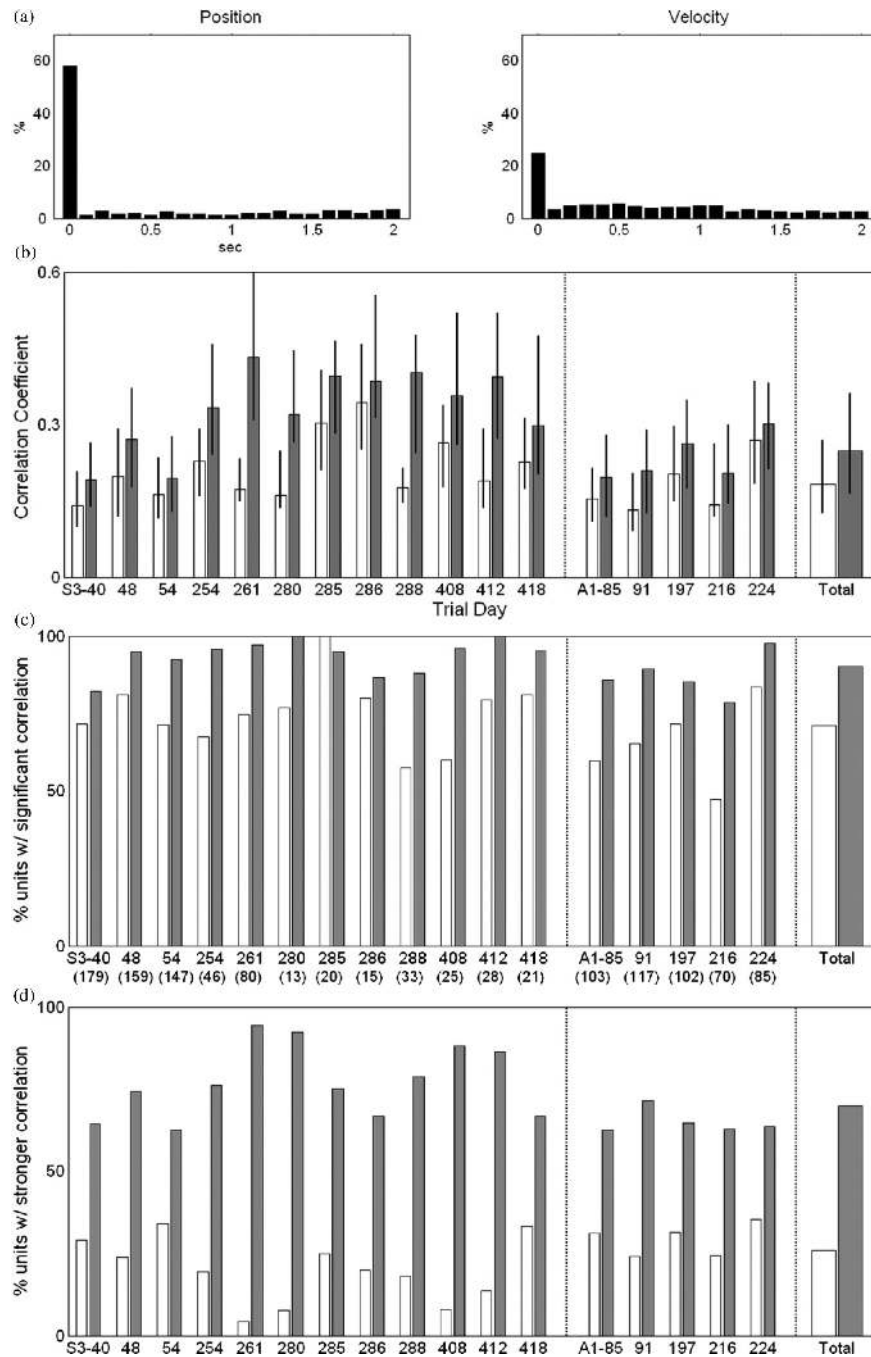 (a)
Position
Velocity
60
40
20
0
%
0 0.5 1 1.5 2
sec
60
40
20
0
%
0 0.5 1 1.5 2
(b)
0.6
0.3
0
Correlation Coefficient
S3-40 48 54 254 261 280 285 286 288 408 412 418 A1-85 91 197 216 224 Total
Trial Day
(c)
100
50
0
% units w/ significant correlation
S3-40 48 54 254 261 280 285 286 288 408 412 418 A1-85 91 197 216 224 Total
(179) (159) (147) (46) (80) (13) (20) (15) (33) (25) (28) (21) (103) (117) (102) (70) (85)
(d)
100
50
0
% units w/ stronger correlation
S3-40 48 54 254 261 280 285 286 288 408 412 418 A1-85 91 197 216 224 Total